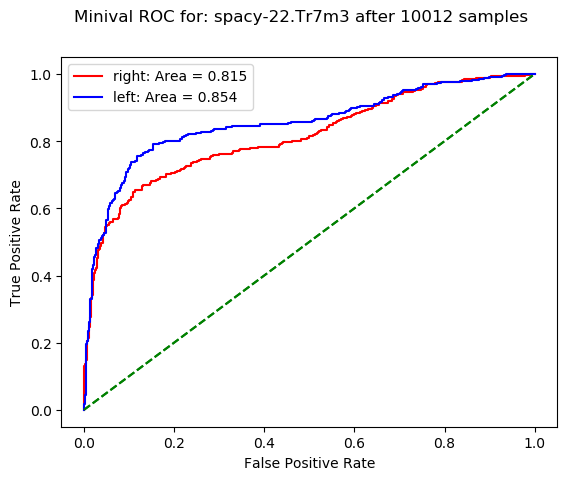 Minival ROC for: spacy-22.Tr7m3 after 10012 samples
right: Area = 0.815
left: Area = 0.854
True Positive Rate
1.0
0.8
0.6
0.4
0.2
0.0
0.0 0.2 0.4 0.6 0.8 1.0
False Positive Rate